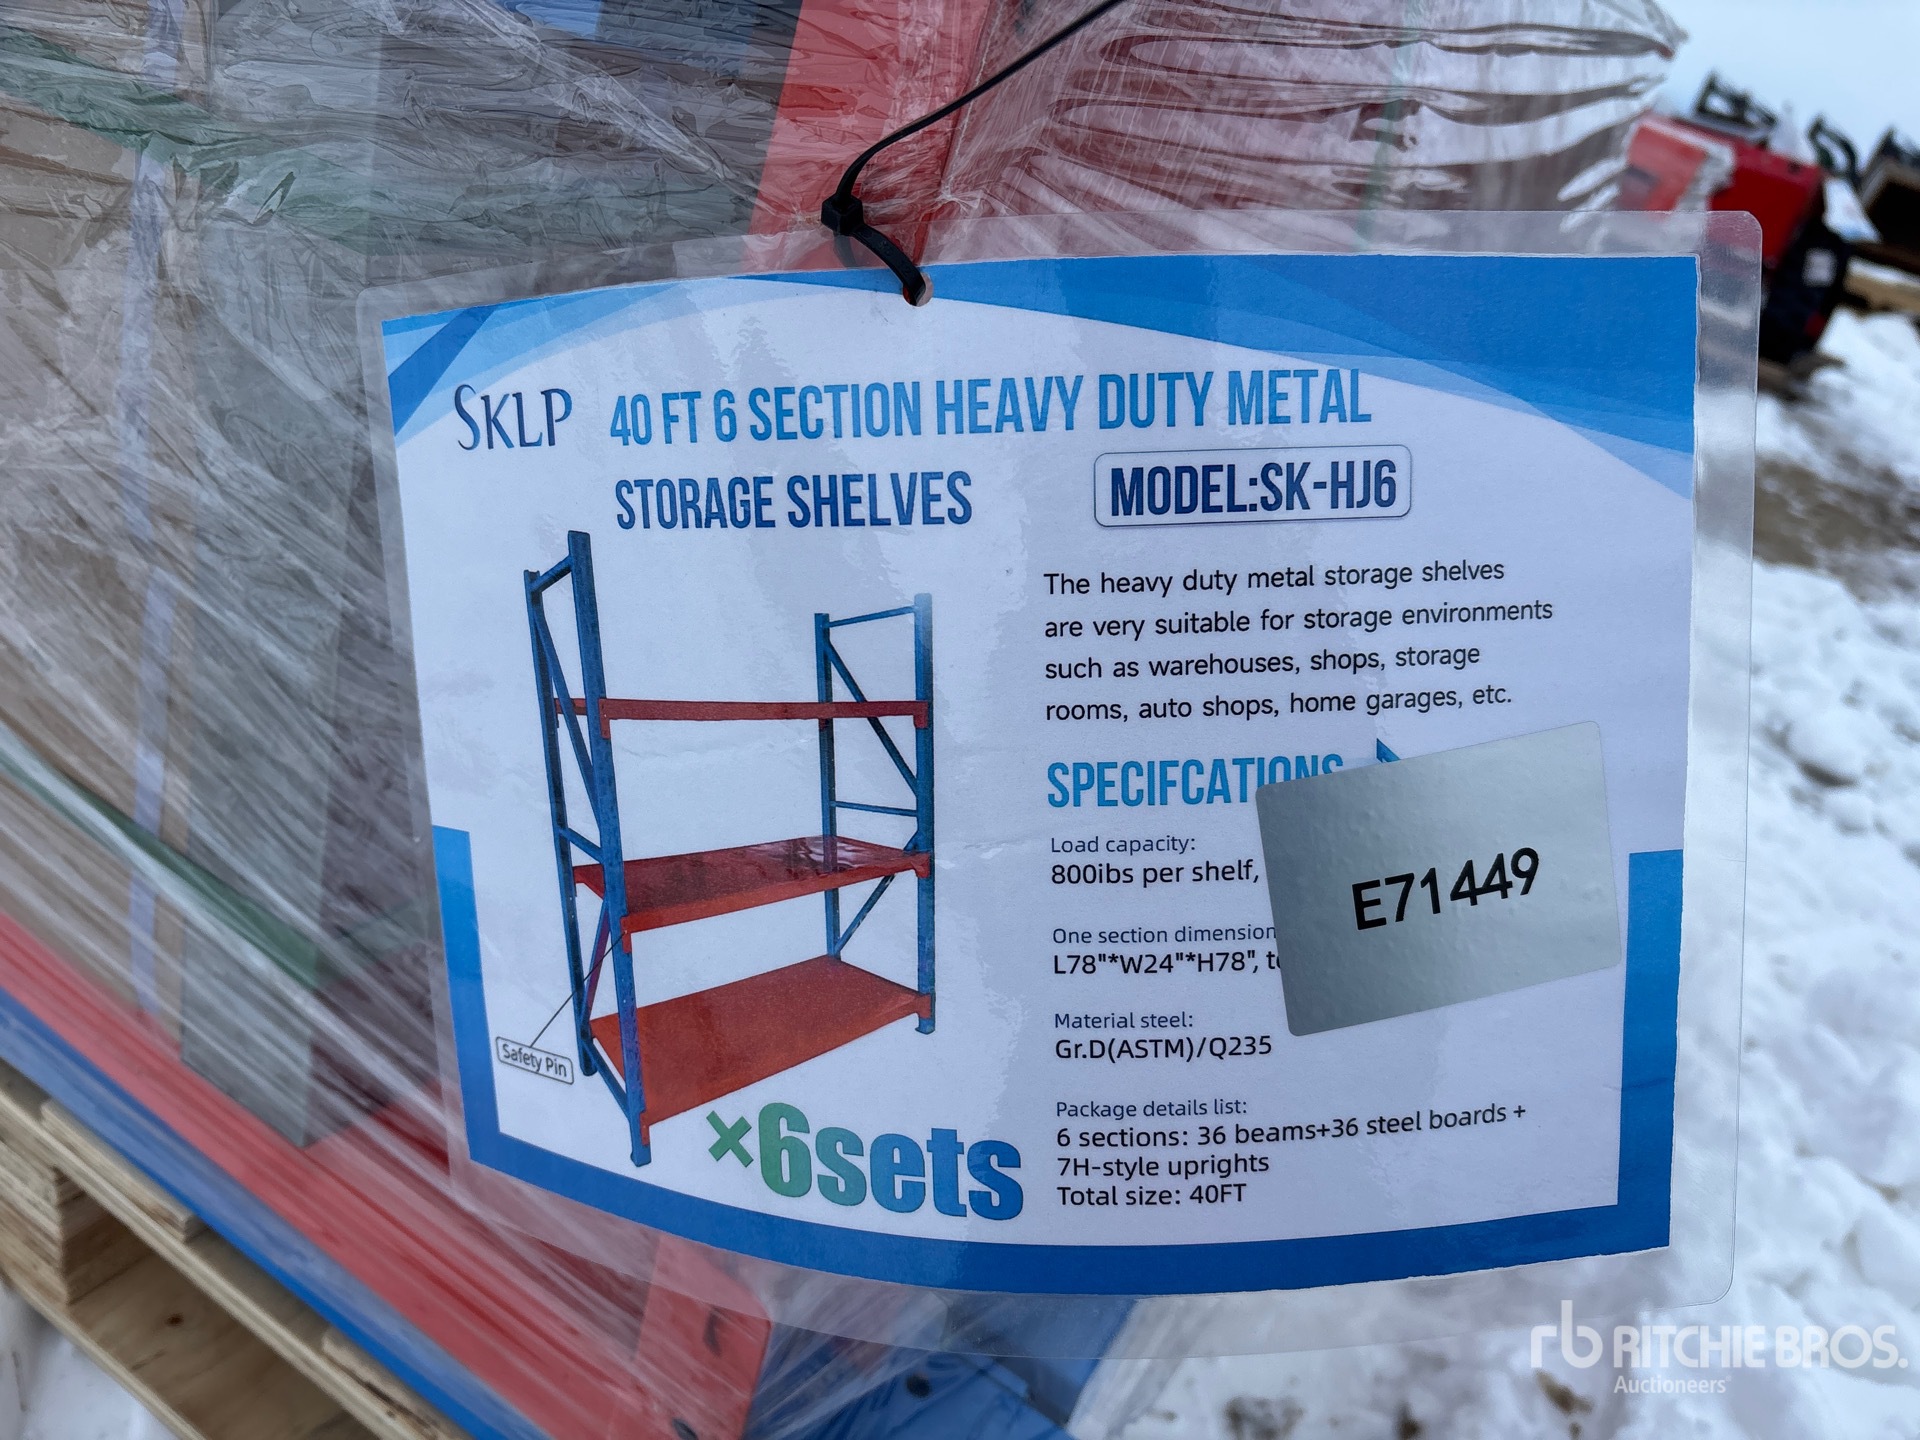 SKLP
40 FT 6 SECTION HEAVY DUTY METAL
STORAGE SHELVES
MODEL:SK-HJ6
The heavy duty metal storage shelves
are very suitable for storage environments
such as warehouses, shops, storage
rooms, auto shops, home garages, etc.
SPECIFCATIONS
Load capacity:
800ibs per shelf,
One section dimension
L78"*W24"*H78",
E71449
Material steel:
Gr.D(ASTM)/Q235
Safety Pin
×6sets
Package details list:
6 sections: 36 beams+36 steel boards +
7H-style uprights
Total size: 40FT
rb RITCHIE BROS.
Auctioneers